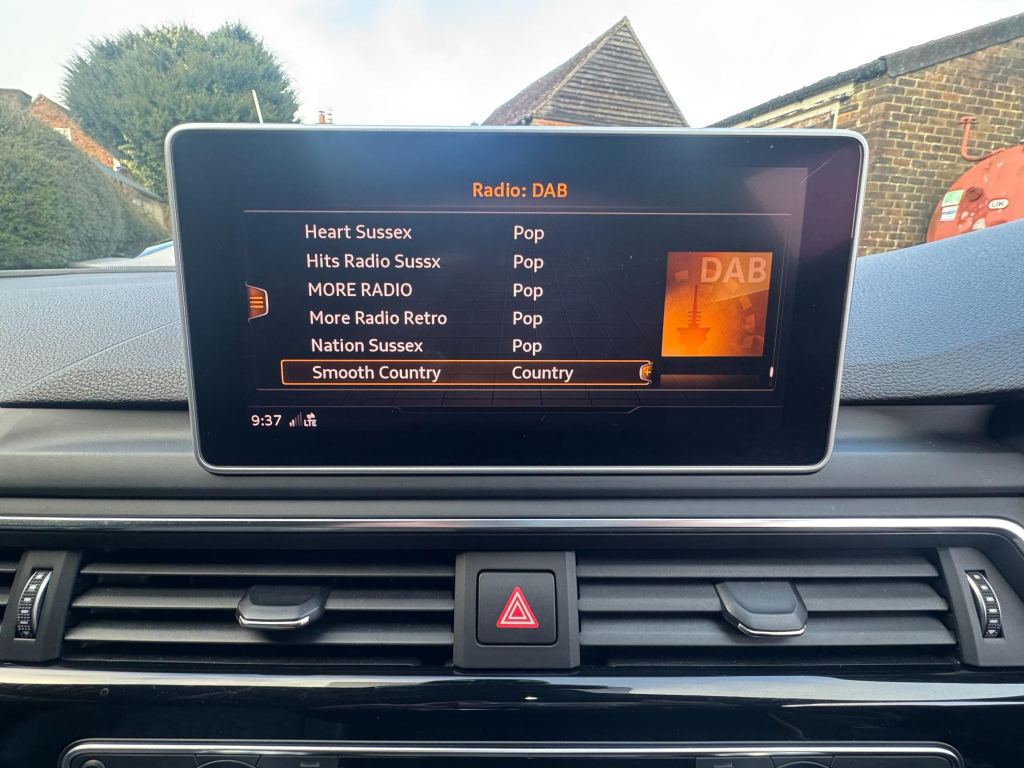 Radio: DAB
Heart Sussex Pop
Hits Radio Sussx Pop
MORE RADIO Pop
More Radio Retro Pop
Nation Sussex Pop
Smooth Country Country
DAB
9:37 LTE
UK